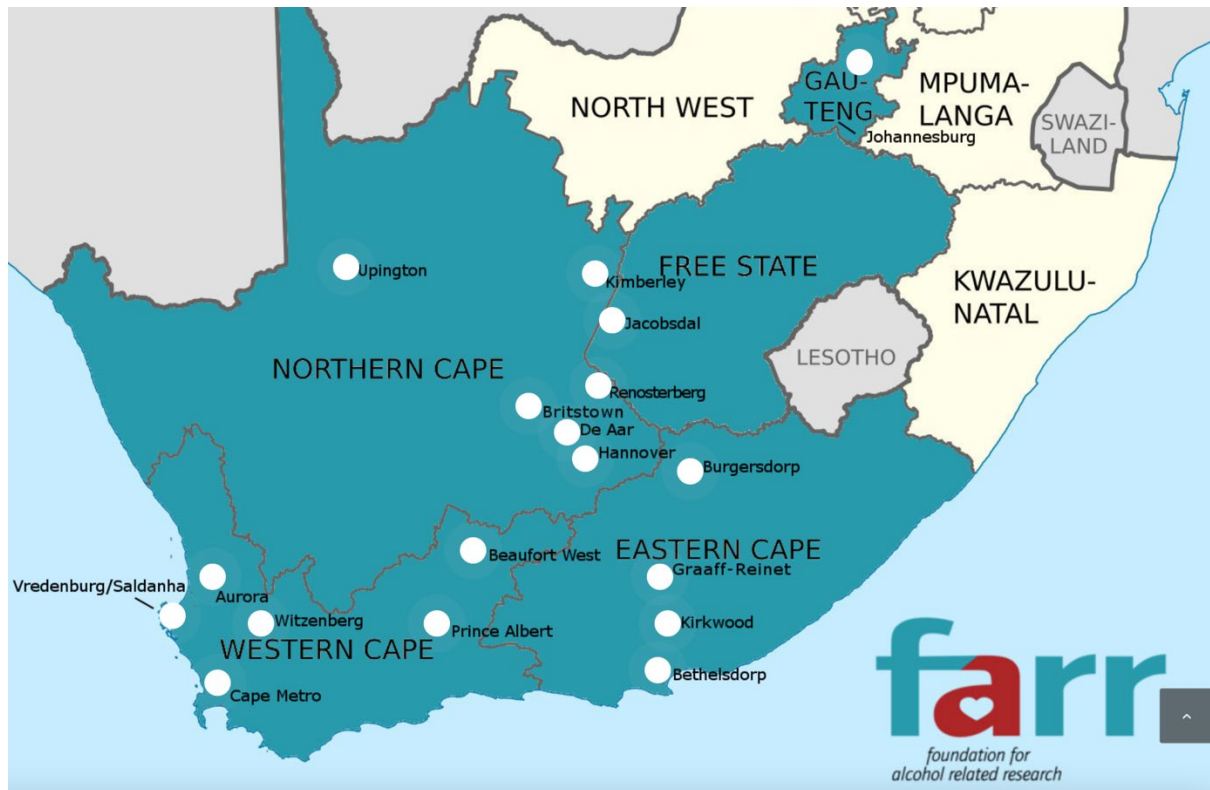 GAU-
TENG
MPUMA-
LANGA
NORTH WEST
SWAZI-
LAND
Johannesburg
Upington
Kimberley
FREE STATE
KWAZULU-
NATAL
Jacobsdal
LESOTHO
NORTHERN CAPE
Renosterberg
Britstown
De Aar
Hannover
Burgersdorp
Beaufort West
EASTERN CAPE
Graaff-Reinet
Vredenburg/Saldanha
Aurora
Witzenberg
Prince Albert
Kirkwood
WESTERN CAPE
Bethelsdorp
Cape Metro
farr
foundation for
alcohol related research